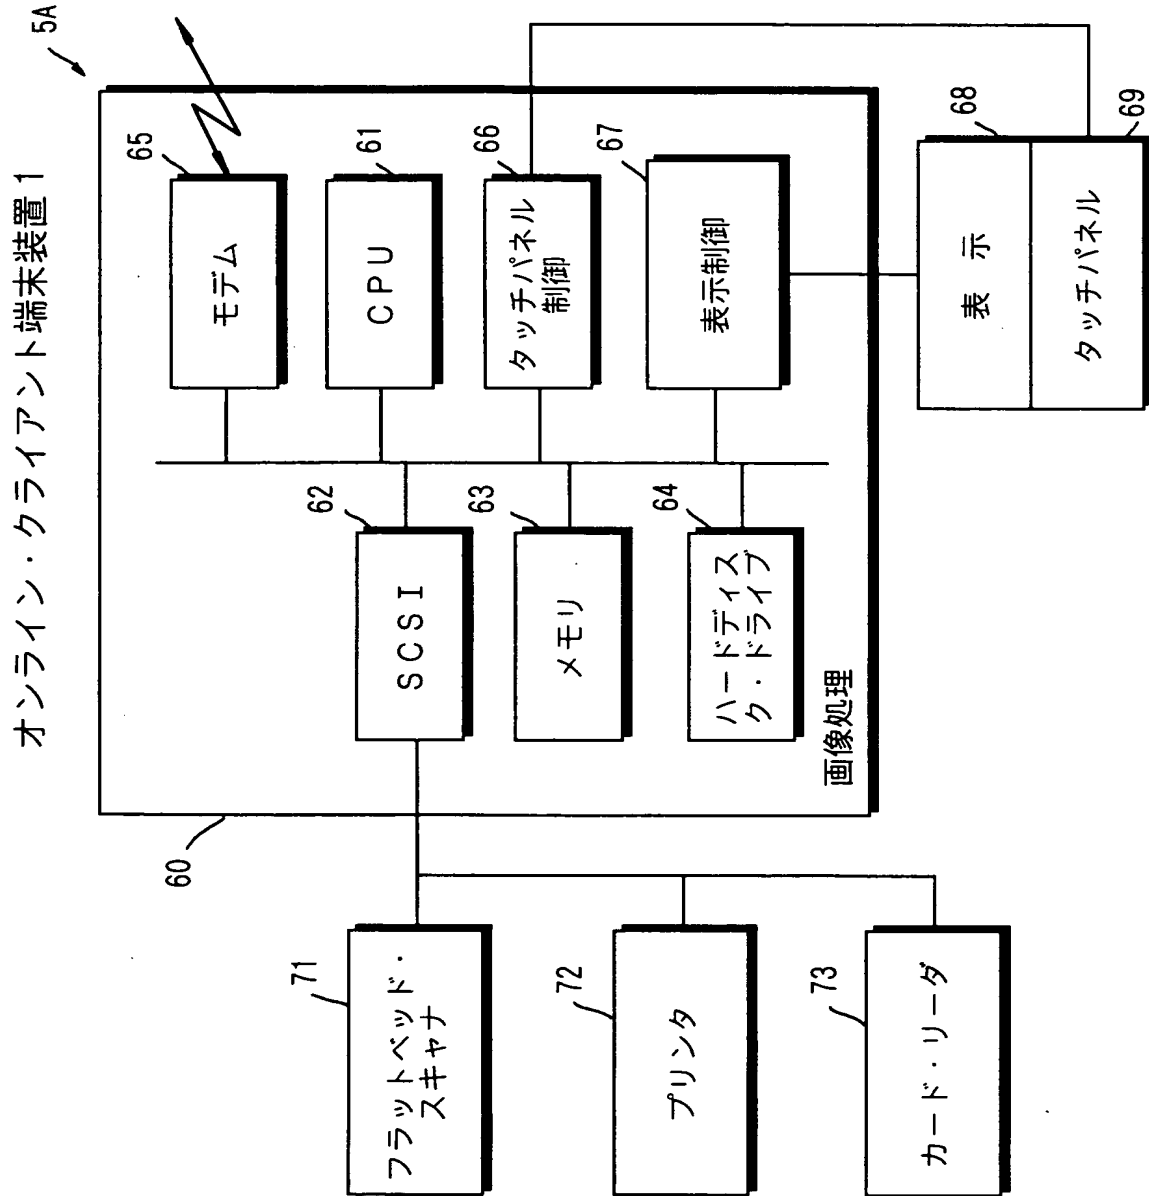 オンライン・クライアント端末装置1
5A
65
モデム
61
CPU
66
タッチパネル
制御
67
表示制御
62
SCSI
63
メモリ
64
ハードディス
ク・ドライブ
画像処理
60
68
表示
69
タッチパネル
71
フラットベッド・
スキャナ
72
プリンタ
73
カード・リーダ